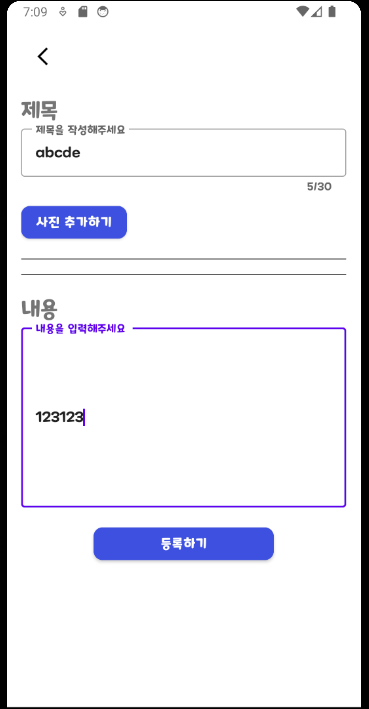 7:09
제목
제목을 작성해주세요
abcde
5/30
사진 추가하기
내용
내용을 입력해주세요
123123
등록하기